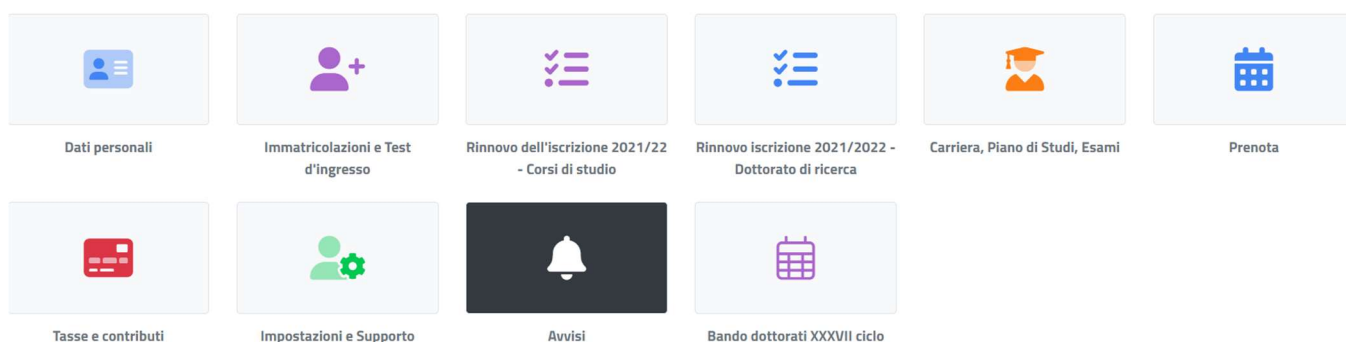 Dati personali
Immatricolazioni e Test
d'ingresso
Rinnovo dell'iscrizione 2021/22
- Corsi di studio
Rinnovo iscrizione 2021/2022 -
Dottorato di ricerca
Carriera, Piano di Studi, Esami
Prenota
Tasse e contributi
Impostazioni e Supporto
Avvisi
Bando dottorati XXXVII ciclo